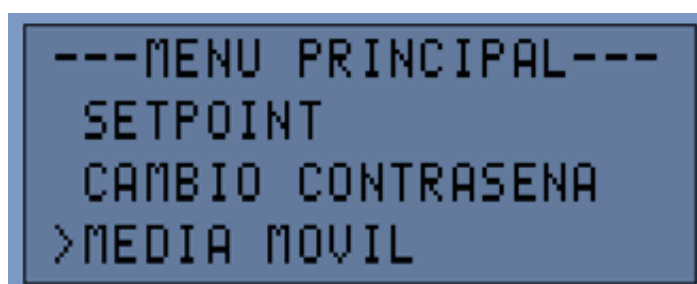 ---MENU PRINCIPAL---
SETPOINT
CAMBIO CONTRASENA
>MEDIA MOVIL